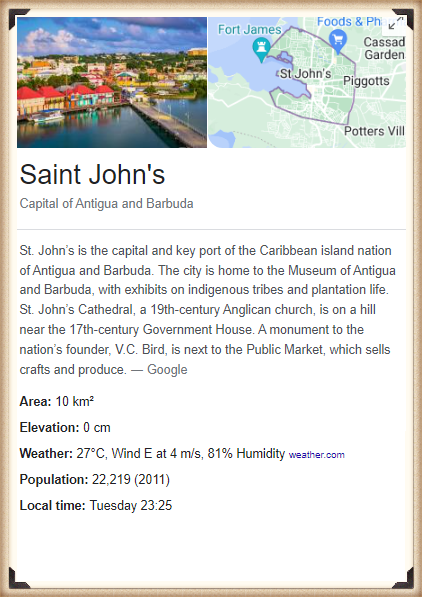 Fort James
Foods & Pha
Cassad
Garden
St John's
Piggotts
Potters Vill
Saint John's
Capital of Antigua and Barbuda
St. John's is the capital and key port of the Caribbean island nation
of Antigua and Barbuda. The city is home to the Museum of Antigua
and Barbuda, with exhibits on indigenous tribes and plantation life.
St. John's Cathedral, a 19th-century Anglican church, is on a hill
near the 17th-century Government House. A monument to the
nation's founder, V.C. Bird, is next to the Public Market, which sells
crafts and produce. — Google
Area: 10 km²
Elevation: 0 cm
Weather: 27°C, Wind E at 4 m/s, 81% Humidity weather.com
Population: 22,219 (2011)
Local time: Tuesday 23:25